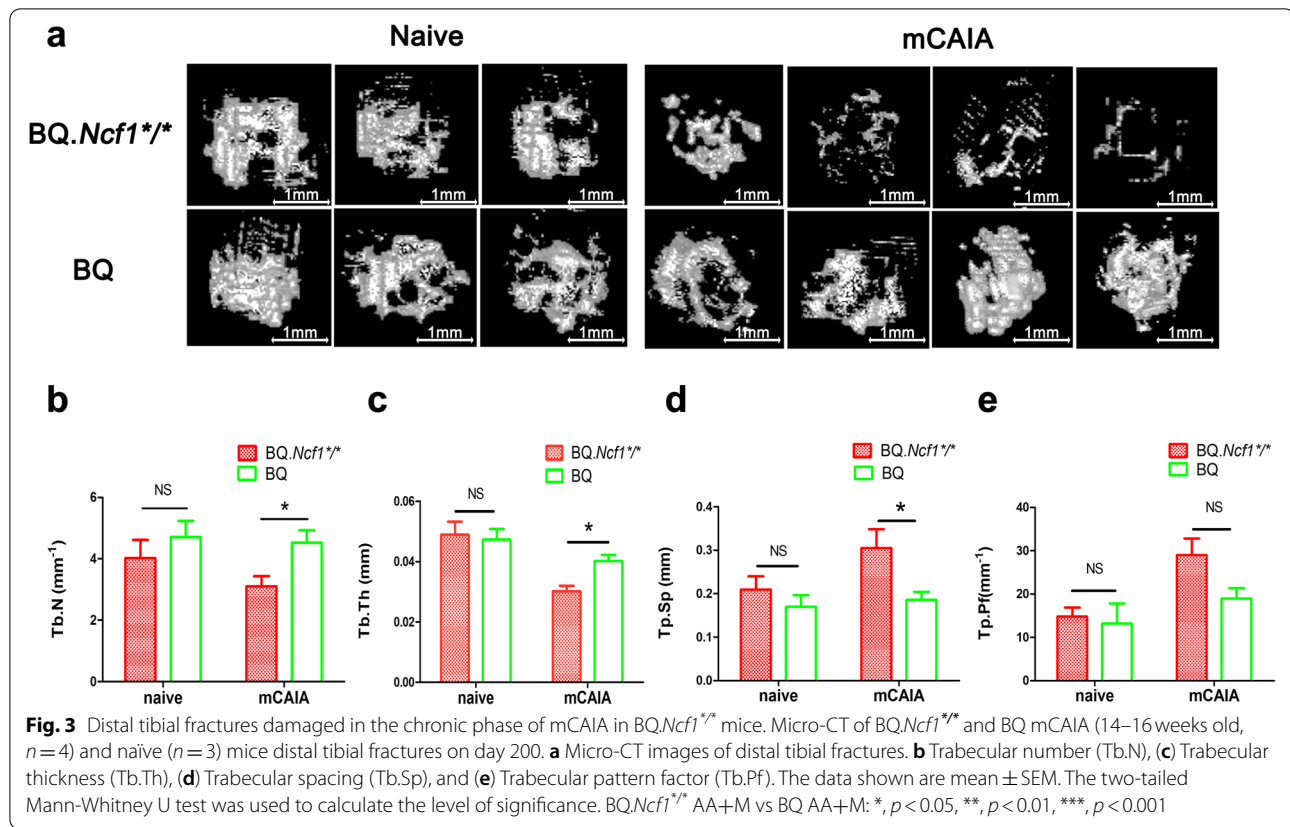 a
Naive
mCAIA
BQ.Ncf1*/*
1mm
1mm
1mm
1mm
1mm
1mm
1mm
BQ
1mm
1mm
1mm
1mm
1mm
1mm
1mm
b
BQ.Ncf1*/*
BQ
NS
*
Tb.N (mm-1)
6
4
2
0
naive
mCAIA
c
BQ.Ncf1*/*
BQ
NS
*
Tb.Th (mm)
0.06
0.04
0.02
0.00
naive
mCAIA
d
BQ.Ncf1*/*
BQ
NS
*
Tp.Sp (mm)
0.4
0.3
0.2
0.1
0.0
naive
mCAIA
e
BQ.Ncf1*/*
BQ
NS
NS
Tp.Pf(mm-1)
40
30
20
10
0
naive
mCAIA
Fig. 3 Distal tibial fractures damaged in the chronic phase of mCAIA in BQ.Ncf1*/* mice. Micro-CT of BQ.Ncf1*/* and BQ mCAIA (14–16 weeks old,
n = 4) and naïve (n = 3) mice distal tibial fractures on day 200. a Micro-CT images of distal tibial fractures. b Trabecular number (Tb.N), (c) Trabecular
thickness (Tb.Th), (d) Trabecular spacing (Tb.Sp), and (e) Trabecular pattern factor (Tb.Pf). The data shown are mean ± SEM. The two-tailed
Mann-Whitney U test was used to calculate the level of significance. BQ.Ncf1*/* AA+M vs BQ AA+M: *, p < 0.05, **, p < 0.01, ***, p < 0.001